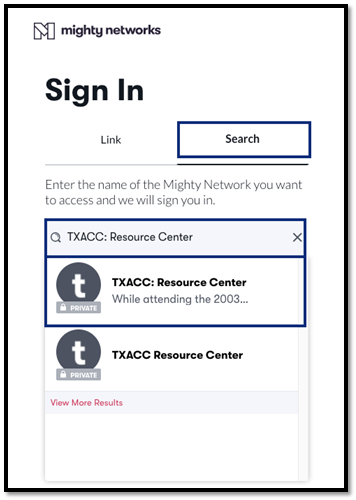 mighty networks
Sign In
Link
Search
Enter the name of the Mighty Network you want
to access and we will sign you in.
TXACC: Resource Center
t
PRIVATE
TXACC: Resource Center
While attending the 2003...
t
PRIVATE
TXACC Resource Center
View More Results